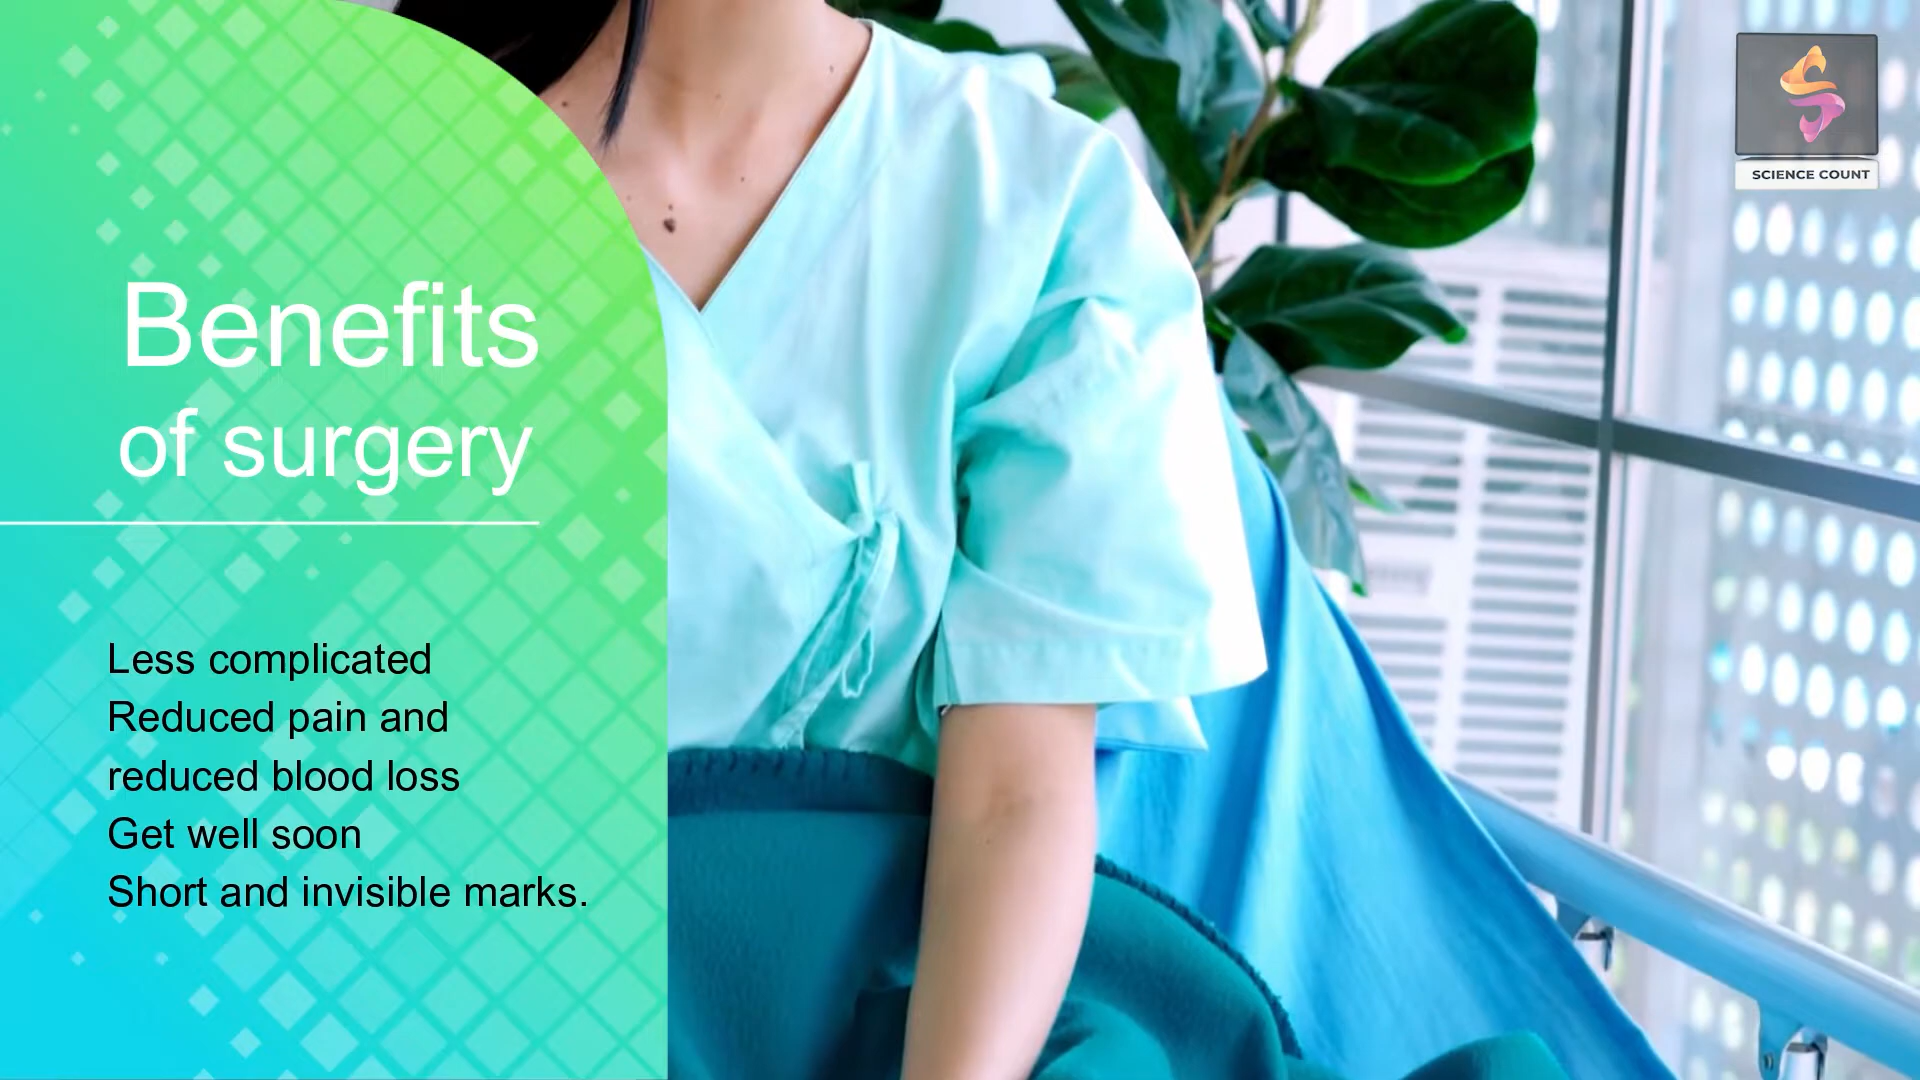 Benefits
of surgery
Less complicated
Reduced pain and
reduced blood loss
Get well soon
Short and invisible marks.
SCIENCE COUNT